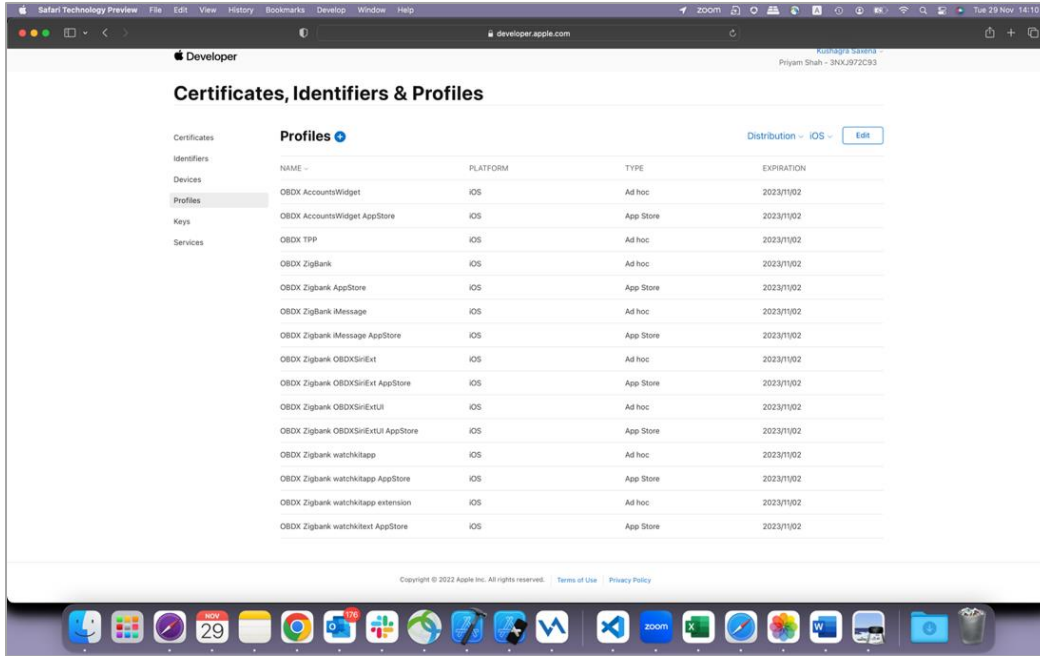 Safari Technology Preview File Edit View History Bookmarks Develop Window Help zoom A Tue 29 Nov 14:10
developer.apple.com
Developer
Kushagra Saxena
Priyam Shah - 3NXJ972C93
Certificates, Identifiers & Profiles
Certificates
Identifiers
Devices
Profiles
Keys
Services
Profiles
Distribution iOS Edit
NAME PLATFORM TYPE EXPIRATION
OBDX AccountsWidget iOS Ad hoc 2023/11/02
OBDX AccountsWidget AppStore iOS App Store 2023/11/02
OBDX TPP iOS Ad hoc 2023/11/02
OBDX ZigBank iOS Ad hoc 2023/11/02
OBDX Zigbank AppStore iOS App Store 2023/11/02
OBDX ZigBank iMessage iOS Ad hoc 2023/11/02
OBDX Zigbank iMessage AppStore iOS App Store 2023/11/02
OBDX Zigbank OBDXSiriExt iOS Ad hoc 2023/11/02
OBDX Zigbank OBDXSiriExt AppStore iOS App Store 2023/11/02
OBDX Zigbank OBDXSiriExtUI iOS Ad hoc 2023/11/02
OBDX Zigbank OBDXSiriExtUI AppStore iOS App Store 2023/11/02
OBDX Zigbank watchkitapp iOS Ad hoc 2023/11/02
OBDX Zigbank watchkitapp AppStore iOS App Store 2023/11/02
OBDX Zigbank watchkitapp extension iOS Ad hoc 2023/11/02
OBDX Zigbank watchkitext AppStore iOS App Store 2023/11/02
Copyright © 2022 Apple Inc. All rights reserved. Terms of Use Privacy Policy
NOV
29
176
zoom
X
W